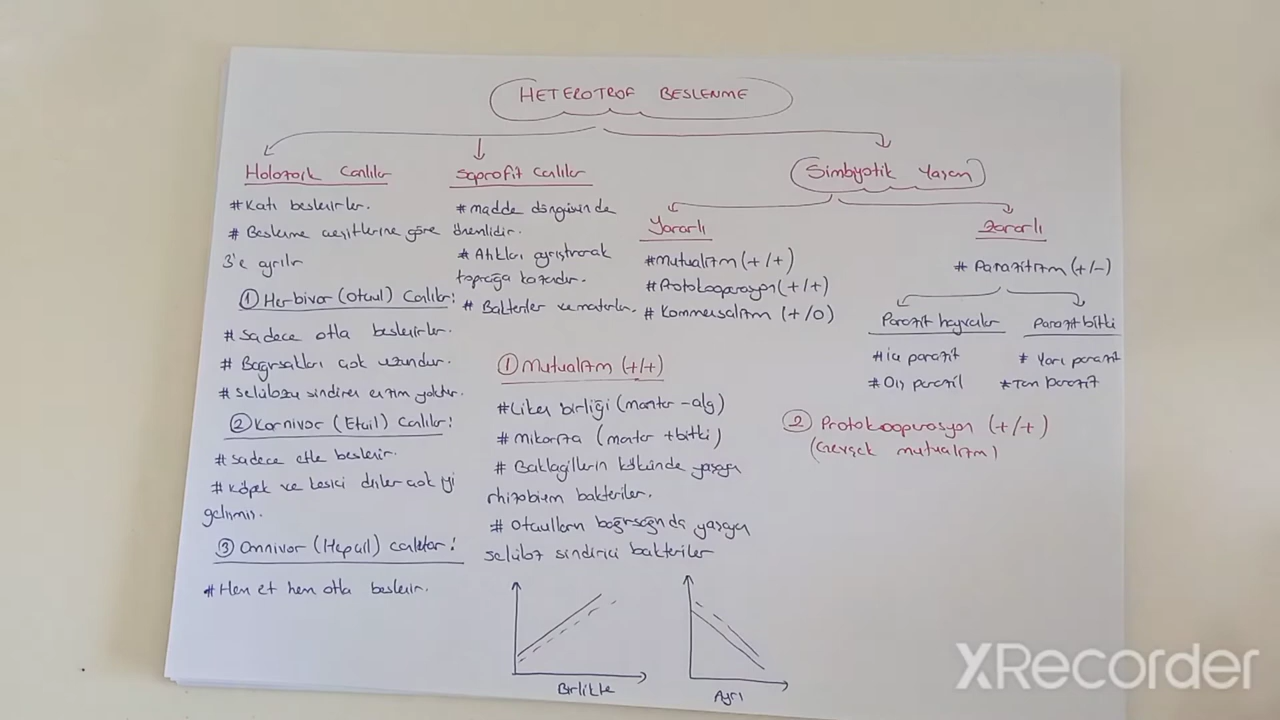 HETEROTROF BESLENME
Holozoik Canlılar
#Katı beslenirler.
# Beslenme çeşitlerine göre
3'e ayrılır
① Herbivor (Otçul) Canlılar!
# Sadece otla beslenirler.
# Bağırsakları çok uzundur.
# Selülozu sindiren enzim yoktur.
② Karnivor (Etçil) Canlılar!
# Sadece etle beslenir.
# Köpek ve kesici dişler çok iyi
gelişmiş.
③ Omnivor (Hepçil) canlılar!
# Hem et hem otla beslenir.
Saprofit Canlılar
# madde döngüsünde
önemlidir.
# Atıkları ayrıştırarak
toprağa kazandır.
# Bakteriler ve mantarlar.
Simbiyotik Yaşam
Yararlı
#Mutualizm (+/+)
#Protokooperasyon (+/+)
# Kommensalizm (+/0)
Zararlı
# Parazitizm (+/-)
Parazit hayvanlar
#İç parazit
#Dış parazit
Parazit bitki
* Yarı parazit
* Tam parazit
① Mutualizm (+/+)
#Liken birliği (mantar - alg)
# Mikoriza (mantar + bitki)
# Baklagillerin kökünde yaşayan
rhizobium bakteriler.
# Otçulların bağırsağında yaşayan
selüloz sindirici bakteriler
Birlikte
Ayrı
② Protokooperasyon (+/+)
(Gevşek mutualizm)
XRecorder